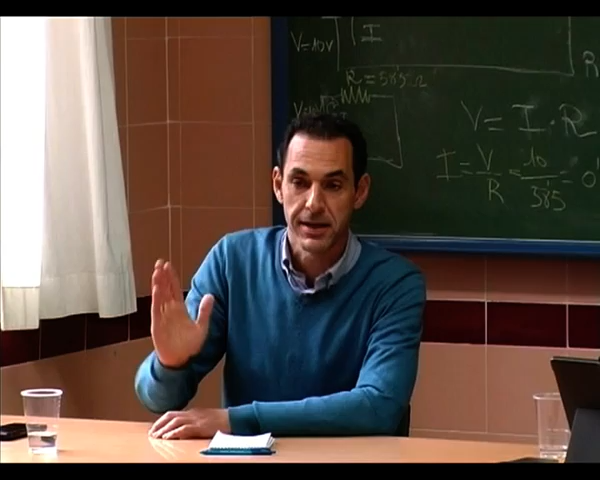 V=10V
I
R
R=585Ω
V= I·R
I=V/R=10/585=0'